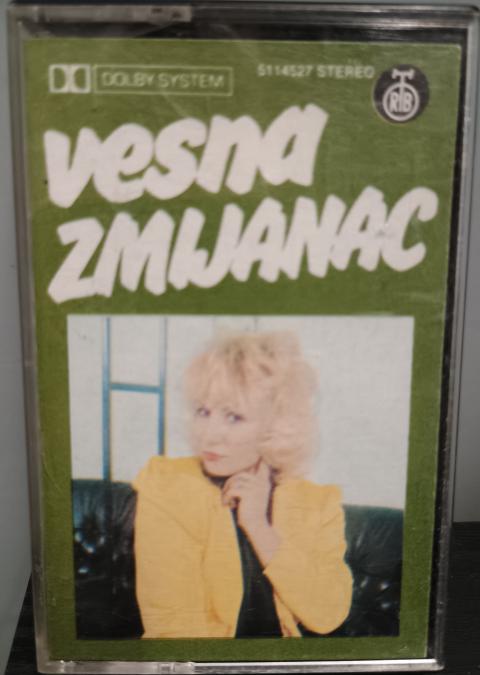 DOLBY SYSTEM
5114527 STEREO
RTB
vesna
ZMIJANAC